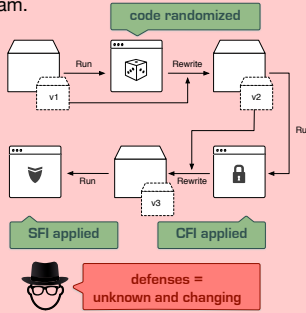 am.
code randomized
Run
Rewrite
v1
v2
Run
Rewrite
Ru
v3
SFI applied
CFI applied
defenses =
unknown and changing